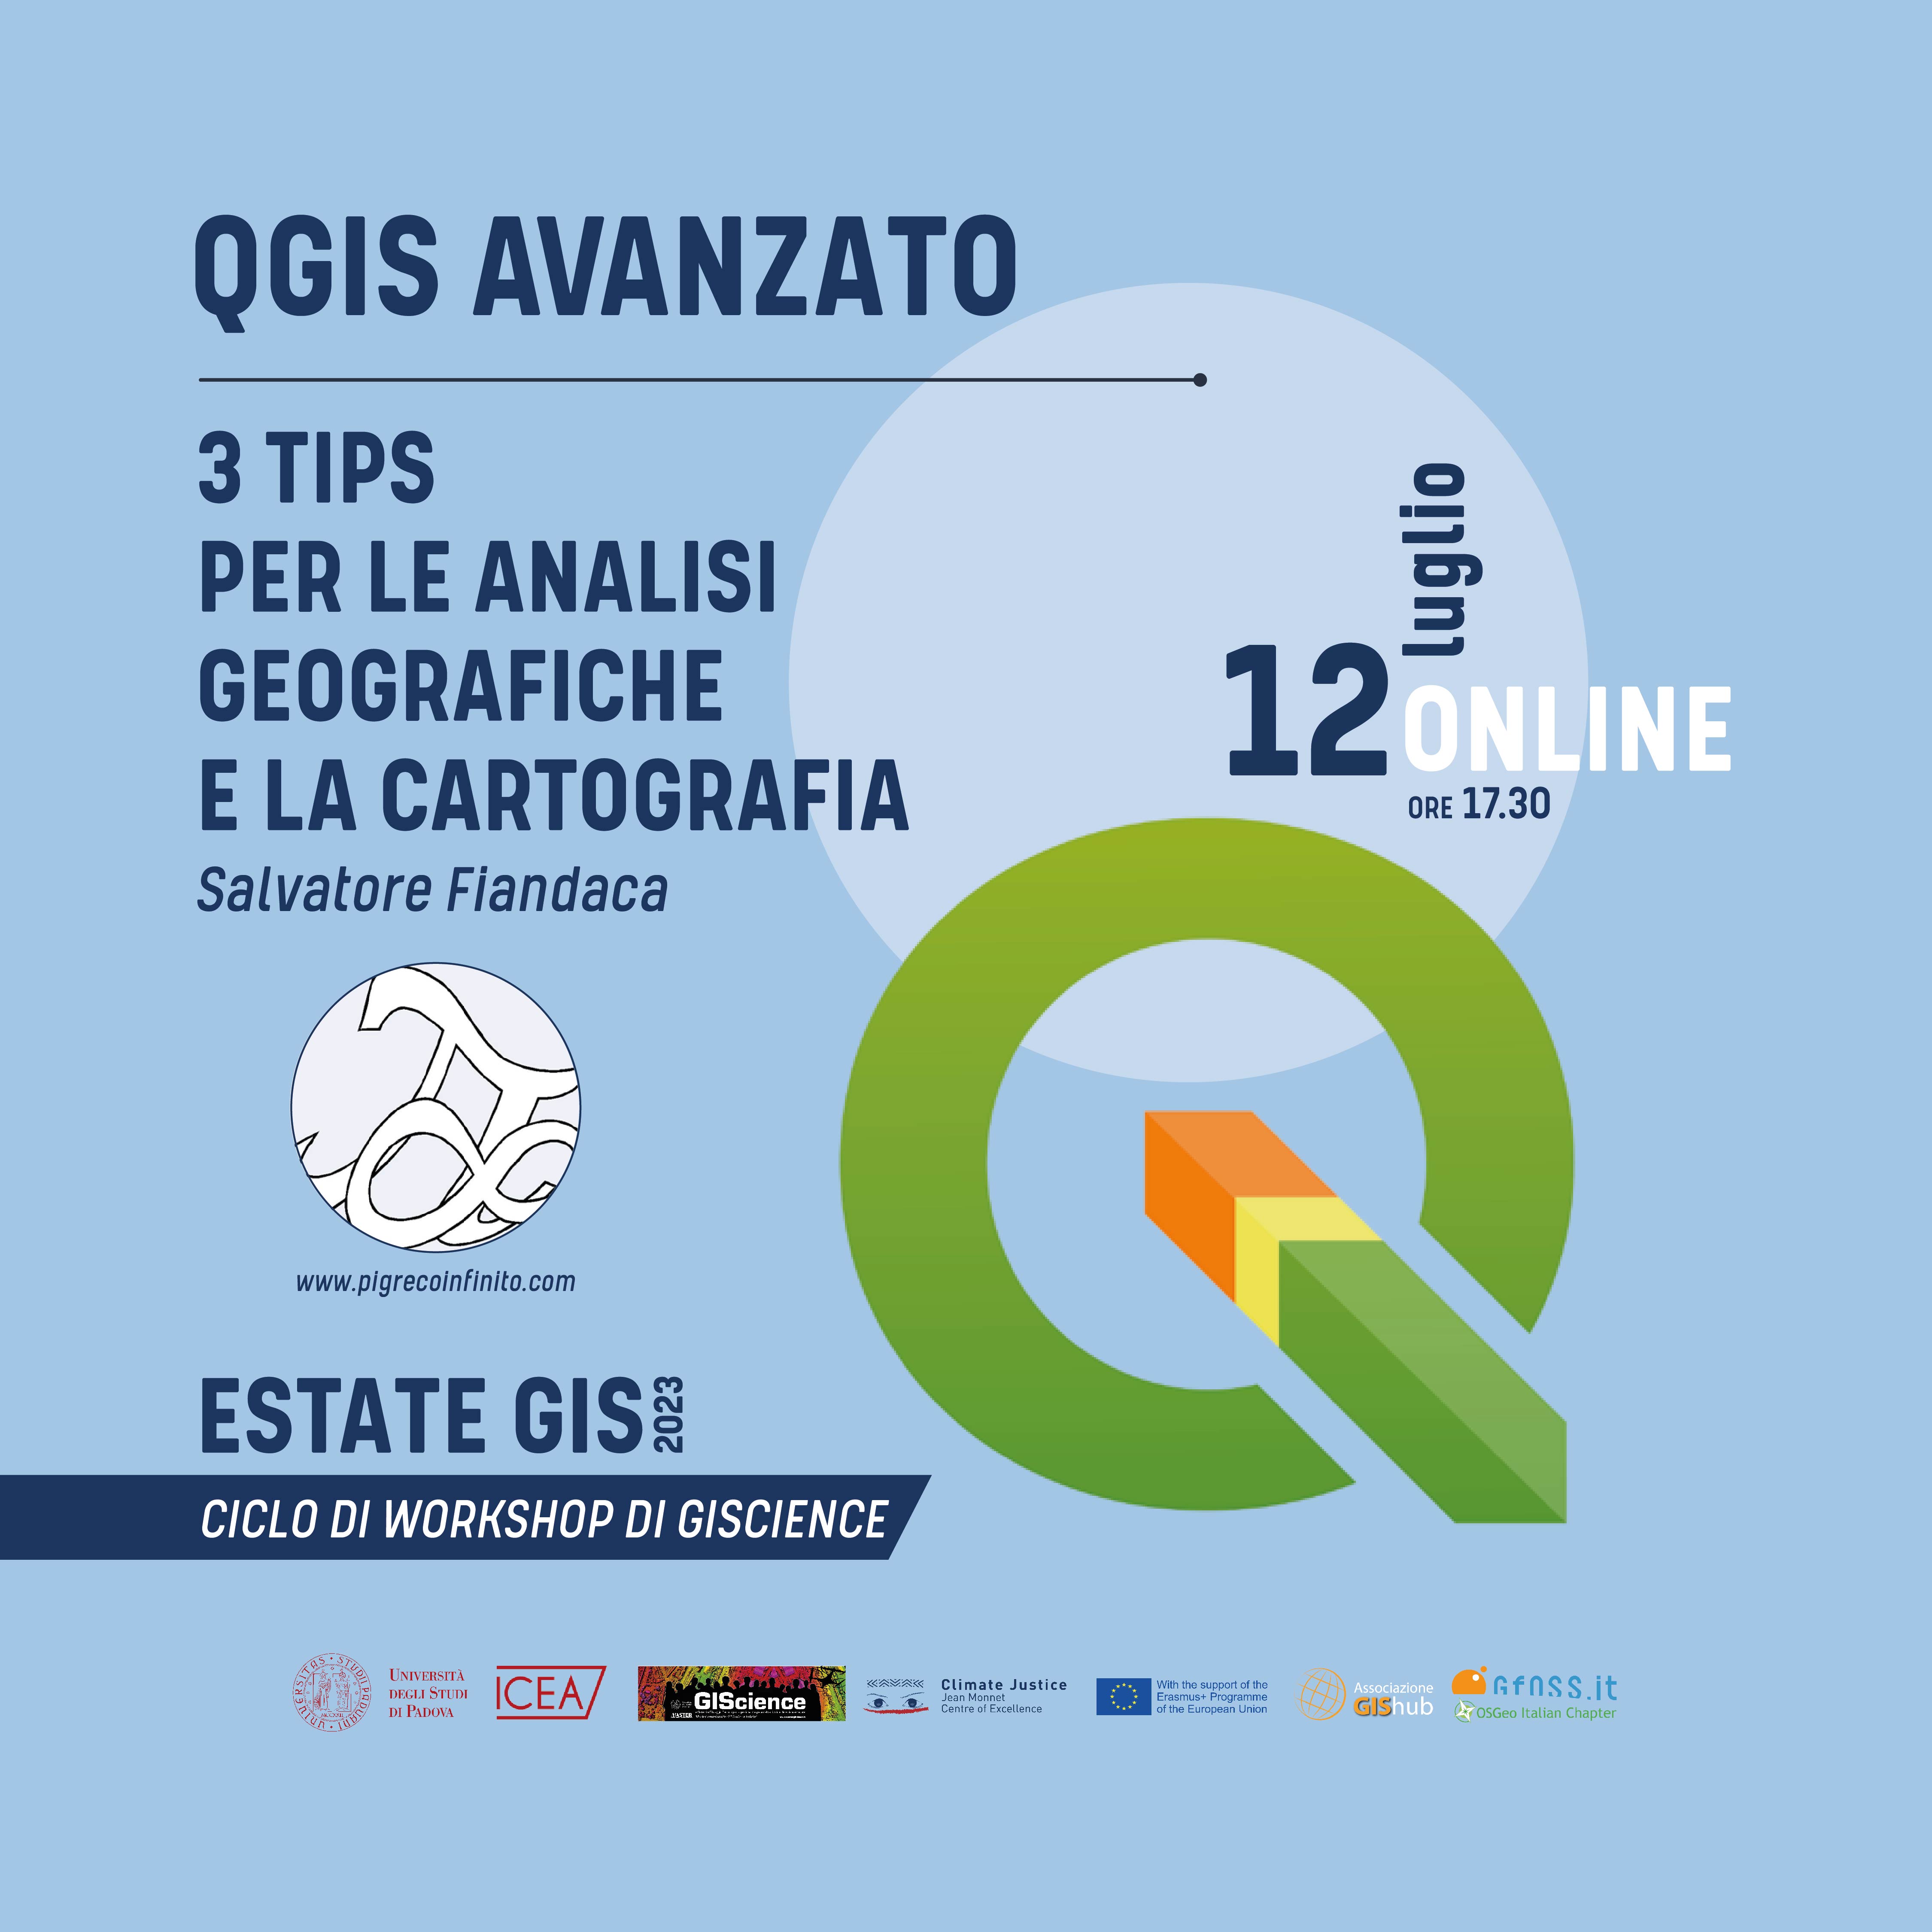 QGIS AVANZATO
3 TIPS
PER LE ANALISI
GEOGRAFICHE
E LA CARTOGRAFIA
Salvatore Fiandaca
12
luglio
ONLINE
ORE 17.30
www.pigrecoinfinito.com
ESTATE GIS
2023
CICLO DI WORKSHOP DI GISCIENCE
UNIVERSITÀ
DEGLI STUDI
DI PADOVA
ICEA
GIScience
Climate Justice
Jean Monnet
Centre of Excellence
With the support of the
Erasmus+ Programme
of the European Union
Associazione
GIShub
GFOSS.it
OSGeo Italian Chapter